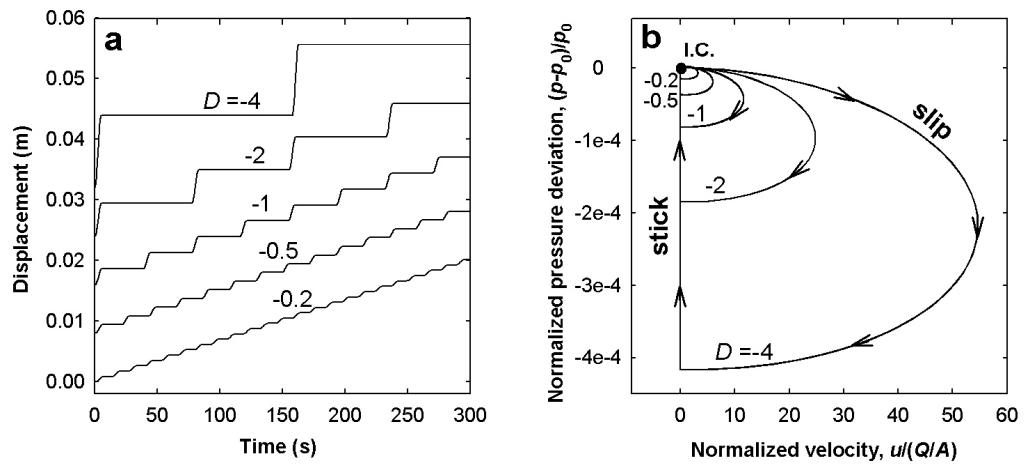 a
Displacement (m)
0.06
0.05
0.04
0.03
0.02
0.01
0.00
D =-4
-2
-1
-0.5
-0.2
0 50 100 150 200 250 300
Time (s)
b
Normalized pressure deviation, (p-p0)/p0
0
-1e-4
-2e-4
-3e-4
-4e-4
I.C.
-0.2
-0.5
-1
-2
D =-4
slip
stick
0 10 20 30 40 50 60
Normalized velocity, u/(Q/A)